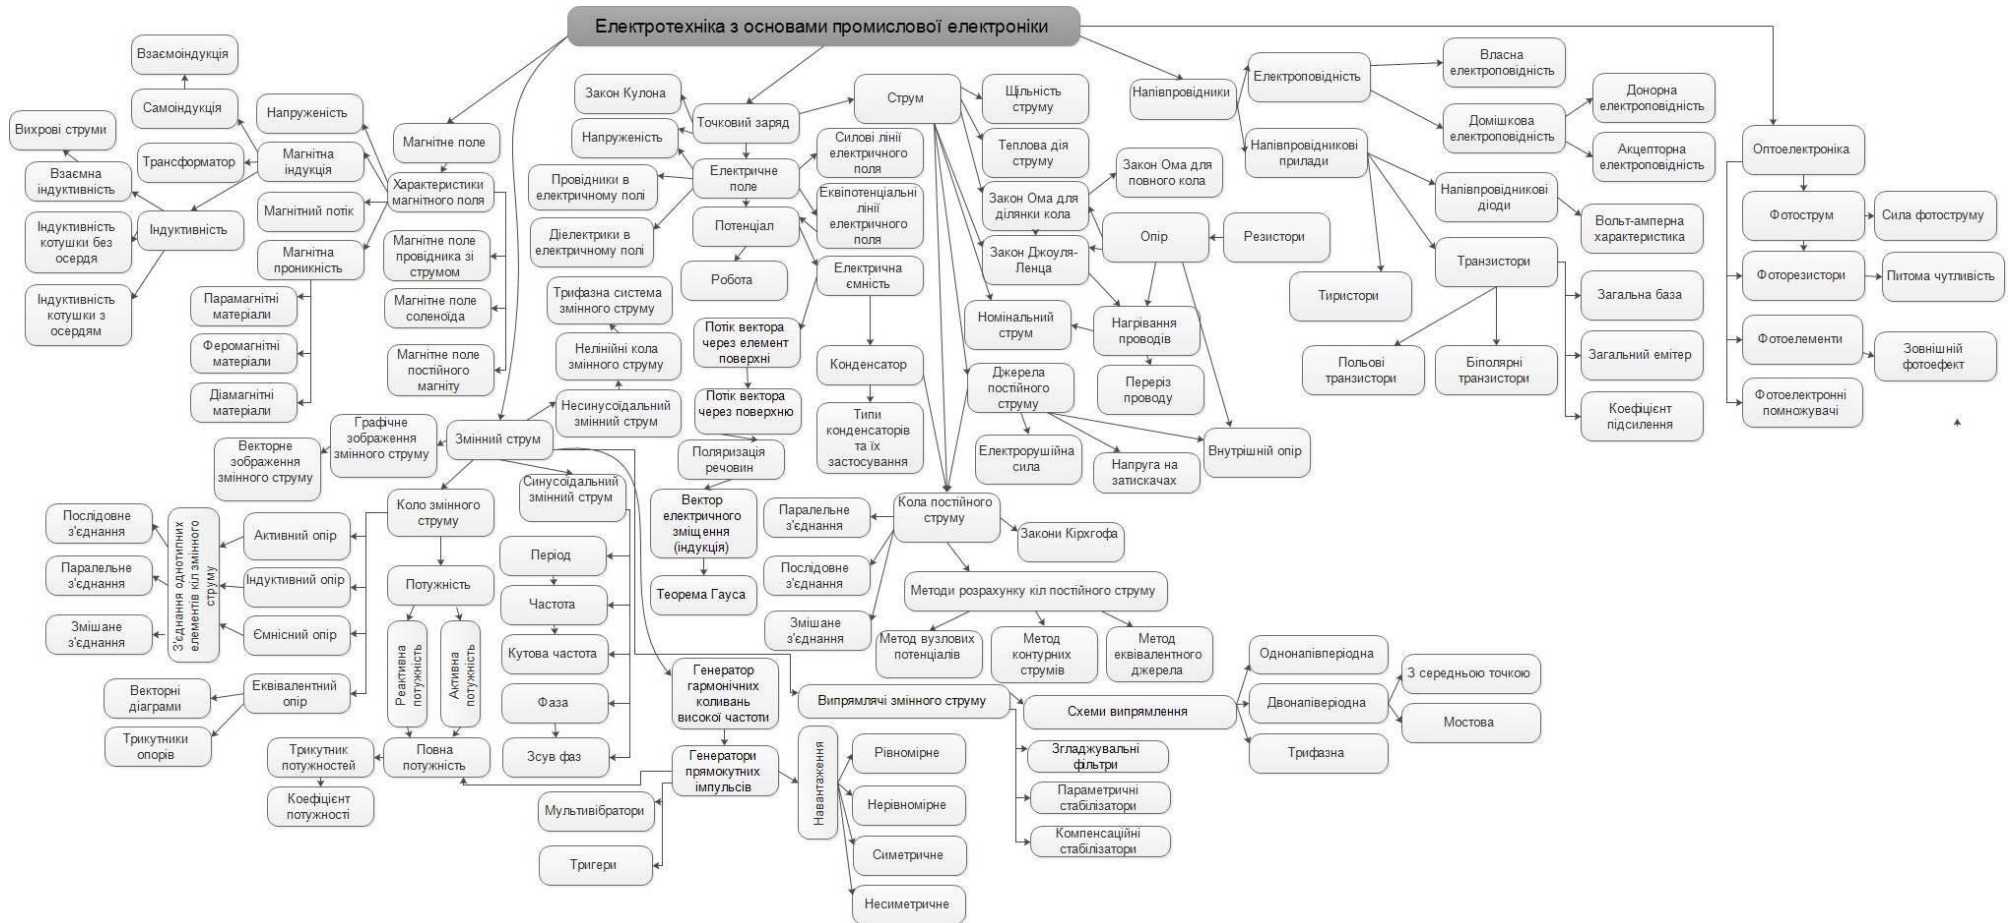 Електротехніка з основами промислової електроніки
Взаємоіндукція
Самоіндукція
Вихрові струми
Напруженість
Трансформатор
Магнітна
індукція
Взаємна
індуктивність
Магнітне поле
Характеристики
магнітного поля
Магнітний потік
Індуктивність
котушки без
осердя
Індуктивність
Магнітна
проникність
Індуктивність
котушки з
осердям
Парамагнітні
матеріали
Феромагнітні
матеріали
Діамагнітні
матеріали
Магнітне поле
провідника зі
струмом
Магнітне поле
соленоїда
Магнітне поле
постійного
магніту
Закон Кулона
Напруженість
Точковий заряд
Провідники в
електричному полі
Електричне
поле
Діелектрики в
електричному полі
Потенціал
Робота
Силові лінії
електричного
поля
Еквіпотенціальні
лінії
електричного
поля
Електрична
ємність
Трифазна система
змінного струму
Нелінійні кола
змінного струму
Несинусоїдальний
змінний струм
Потік вектора
через елемент
поверхні
Потік вектора
через поверхню
Поляризація
речовин
Вектор
електричного
зміщення
(індукція)
Теорема Гауса
Конденсатор
Типи
конденсаторів
та їх
застосування
Струм
Щільність
струму
Теплова дія
струму
Закон Ома для
ділянки кола
Закон Ома для
повного кола
Закон Джоуля-
Ленца
Опір
Резистори
Номінальний
струм
Нагрівання
проводів
Переріз
проводу
Джерела
постійного
струму
Електрорушійна
сила
Напруга на
затискачах
Внутрішній опір
Кола постійного
струму
Паралельне
з'єднання
Послідовне
з'єднання
Змішане
з'єднання
Закони Кірхгофа
Методи розрахунку кіл постійного струму
Метод вузлових
потенціалів
Метод
контурних
струмів
Метод
еквівалентного
джерела
Напівпровідники
Електроповідність
Власна
електроповідність
Домішкова
електроповідність
Донорна
електроповідність
Акцепторна
електроповідність
Напівпровідникові
прилади
Напівпровідникові
діоди
Вольт-амперна
характеристика
Транзистори
Тиристори
Польові
транзистори
Біполярні
транзистори
Загальна база
Загальний емітер
Коефіцієнт
підсилення
Оптоелектроніка
Фотострум
Сила фотоструму
Фоторезистори
Питома чутливість
Фотоелементи
Зовнішній
фотоефект
Фотоелектронні
помножувачі
Змінний струм
Графічне
зображення
змінного струму
Векторне
зображення
змінного струму
Коло змінного
струму
Синусоїдальний
змінний струм
Послідовне
з'єднання
Паралельне
з'єднання
Змішане
з'єднання
З'єднання однотипних
елементів кіл змінного
струму
Активний опір
Індуктивний опір
Ємнісний опір
Еквівалентний
опір
Векторні
діаграми
Трикутники
опорів
Потужність
Реактивна
потужність
Активна
потужність
Повна
потужність
Трикутник
потужностей
Коефіцієнт
потужності
Період
Частота
Кутова частота
Фаза
Зсув фаз
Генератор
гармонічних
коливань
високої частоти
Генератори
прямокутних
імпульсів
Мультивібратори
Тригери
Навантаження
Рівномірне
Нерівномірне
Симетричне
Несиметричне
Випрямлячі змінного струму
Схеми випрямлення
Однонапівперіодна
Двонапіверіодна
Трифазна
З середньою точкою
Мостова
Згладжувальні
фільтри
Параметричні
стабілізатори
Компенсаційні
стабілізатори